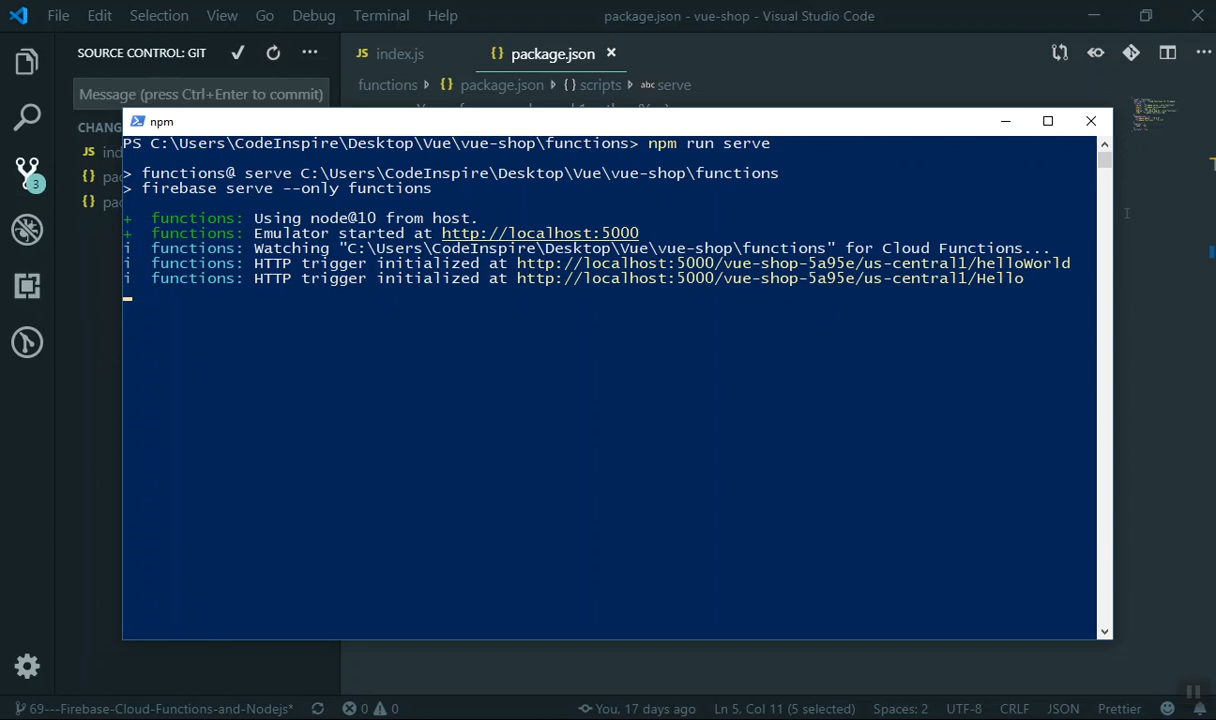 File Edit Selection View Go Debug Terminal Help package.json - vue-shop - Visual Studio Code
SOURCE CONTROL: GIT
JS index.js {} package.json
functions {} package.json {} scripts abc serve
Message (press Ctrl+Enter to commit)
npm
CHANG
PS C:\Users\CodeInspire\Desktop\Vue\vue-shop\functions> npm run serve
JS ind
> functions@ serve C:\Users\CodeInspire\Desktop\Vue\vue-shop\functions
{} pa
> firebase serve --only functions
{} pa
3
+ functions: Using node@10 from host.
+ functions: Emulator started at http://localhost:5000
i functions: Watching "C:\Users\CodeInspire\Desktop\Vue\vue-shop\functions" for Cloud Functions...
i functions: HTTP trigger initialized at http://localhost:5000/vue-shop-5a95e/us-central1/helloWorld
i functions: HTTP trigger initialized at http://localhost:5000/vue-shop-5a95e/us-central1/Hello
69---Firebase-Cloud-Functions-and-Nodejs* 0 0 You, 17 days ago Ln 5, Col 11 (5 selected) Spaces: 2 UTF-8 CRLF JSON Prettier